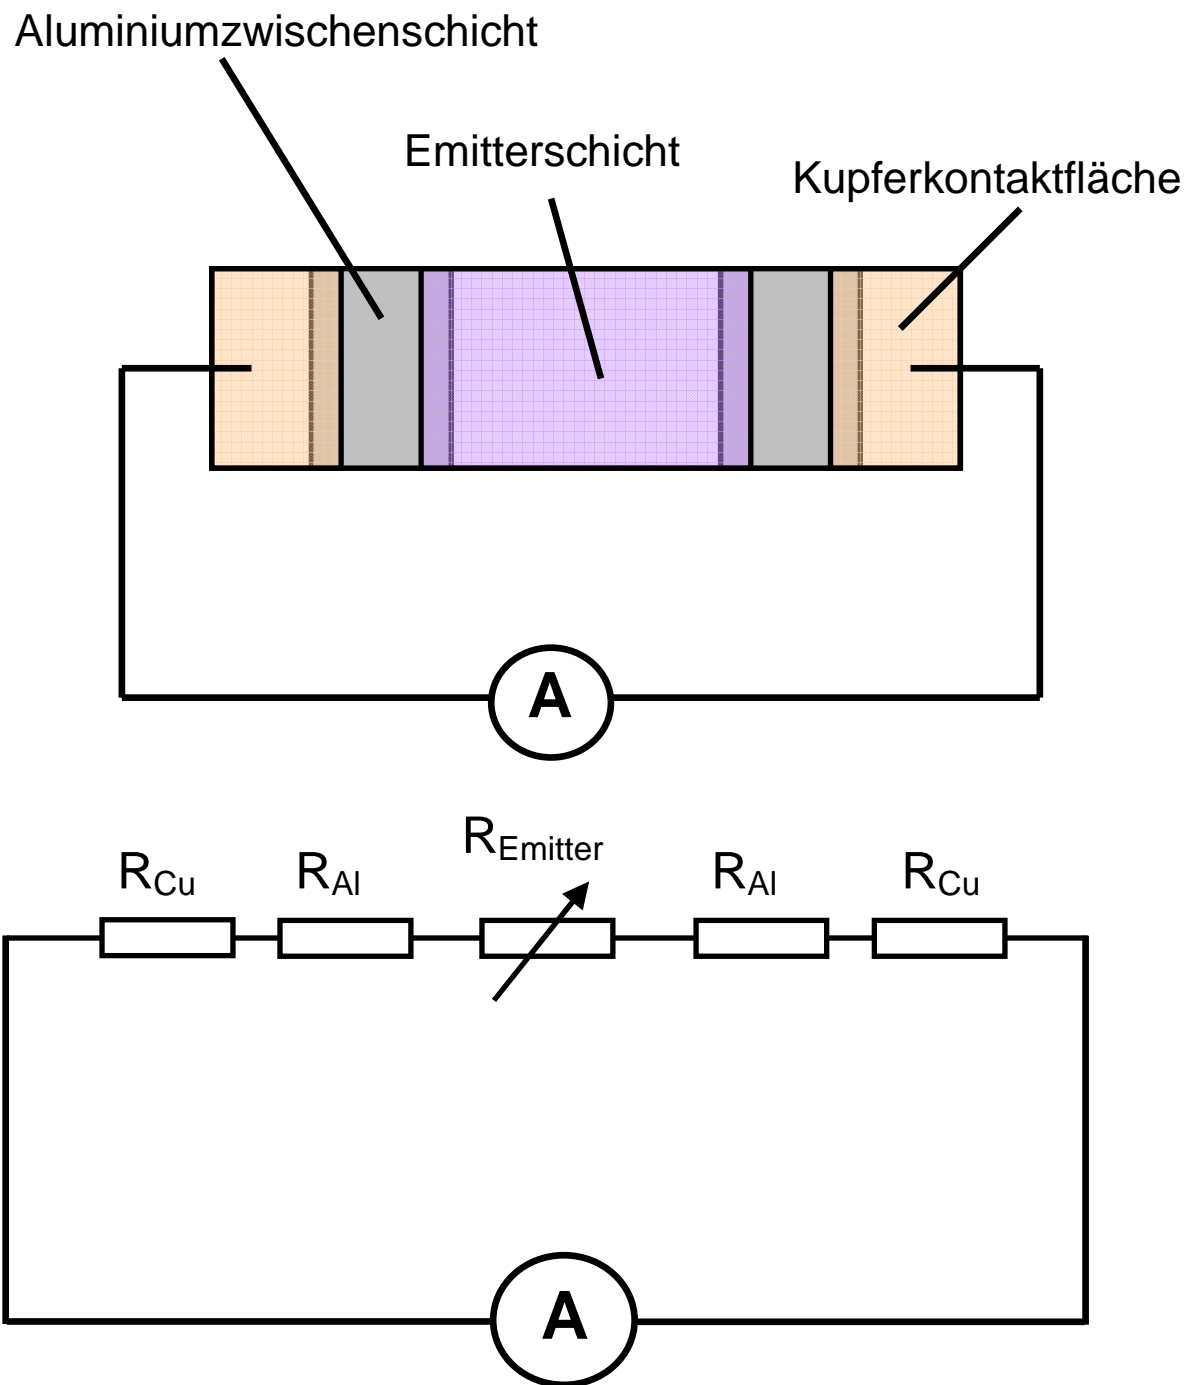 Aluminiumzwischenschicht
Emitterschicht
Kupferkontaktfläche
A
R_Emitter
R_Cu R_Al R_Al R_Cu
A